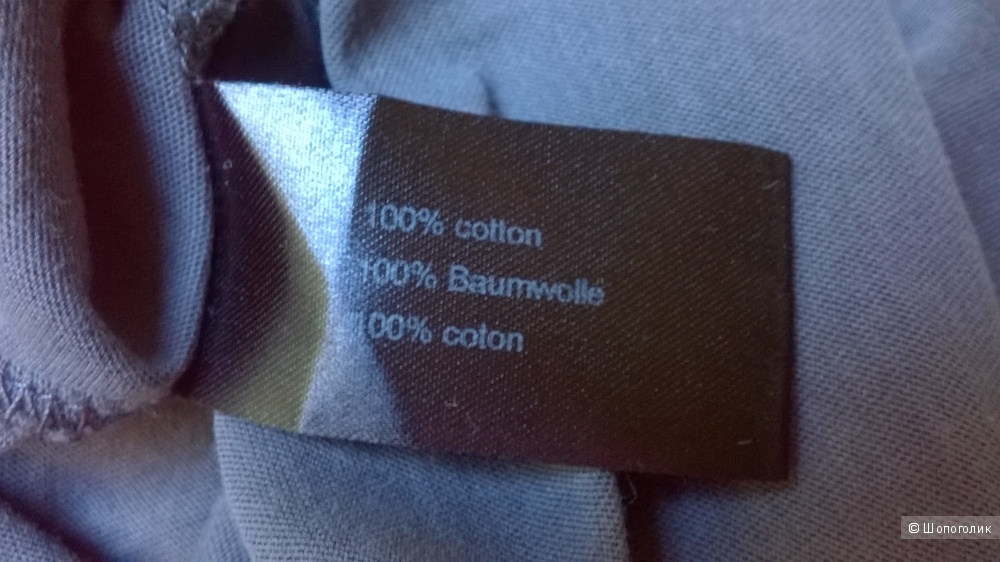 100% cotton
100% Baumwolle
100% coton
© Шопоголик